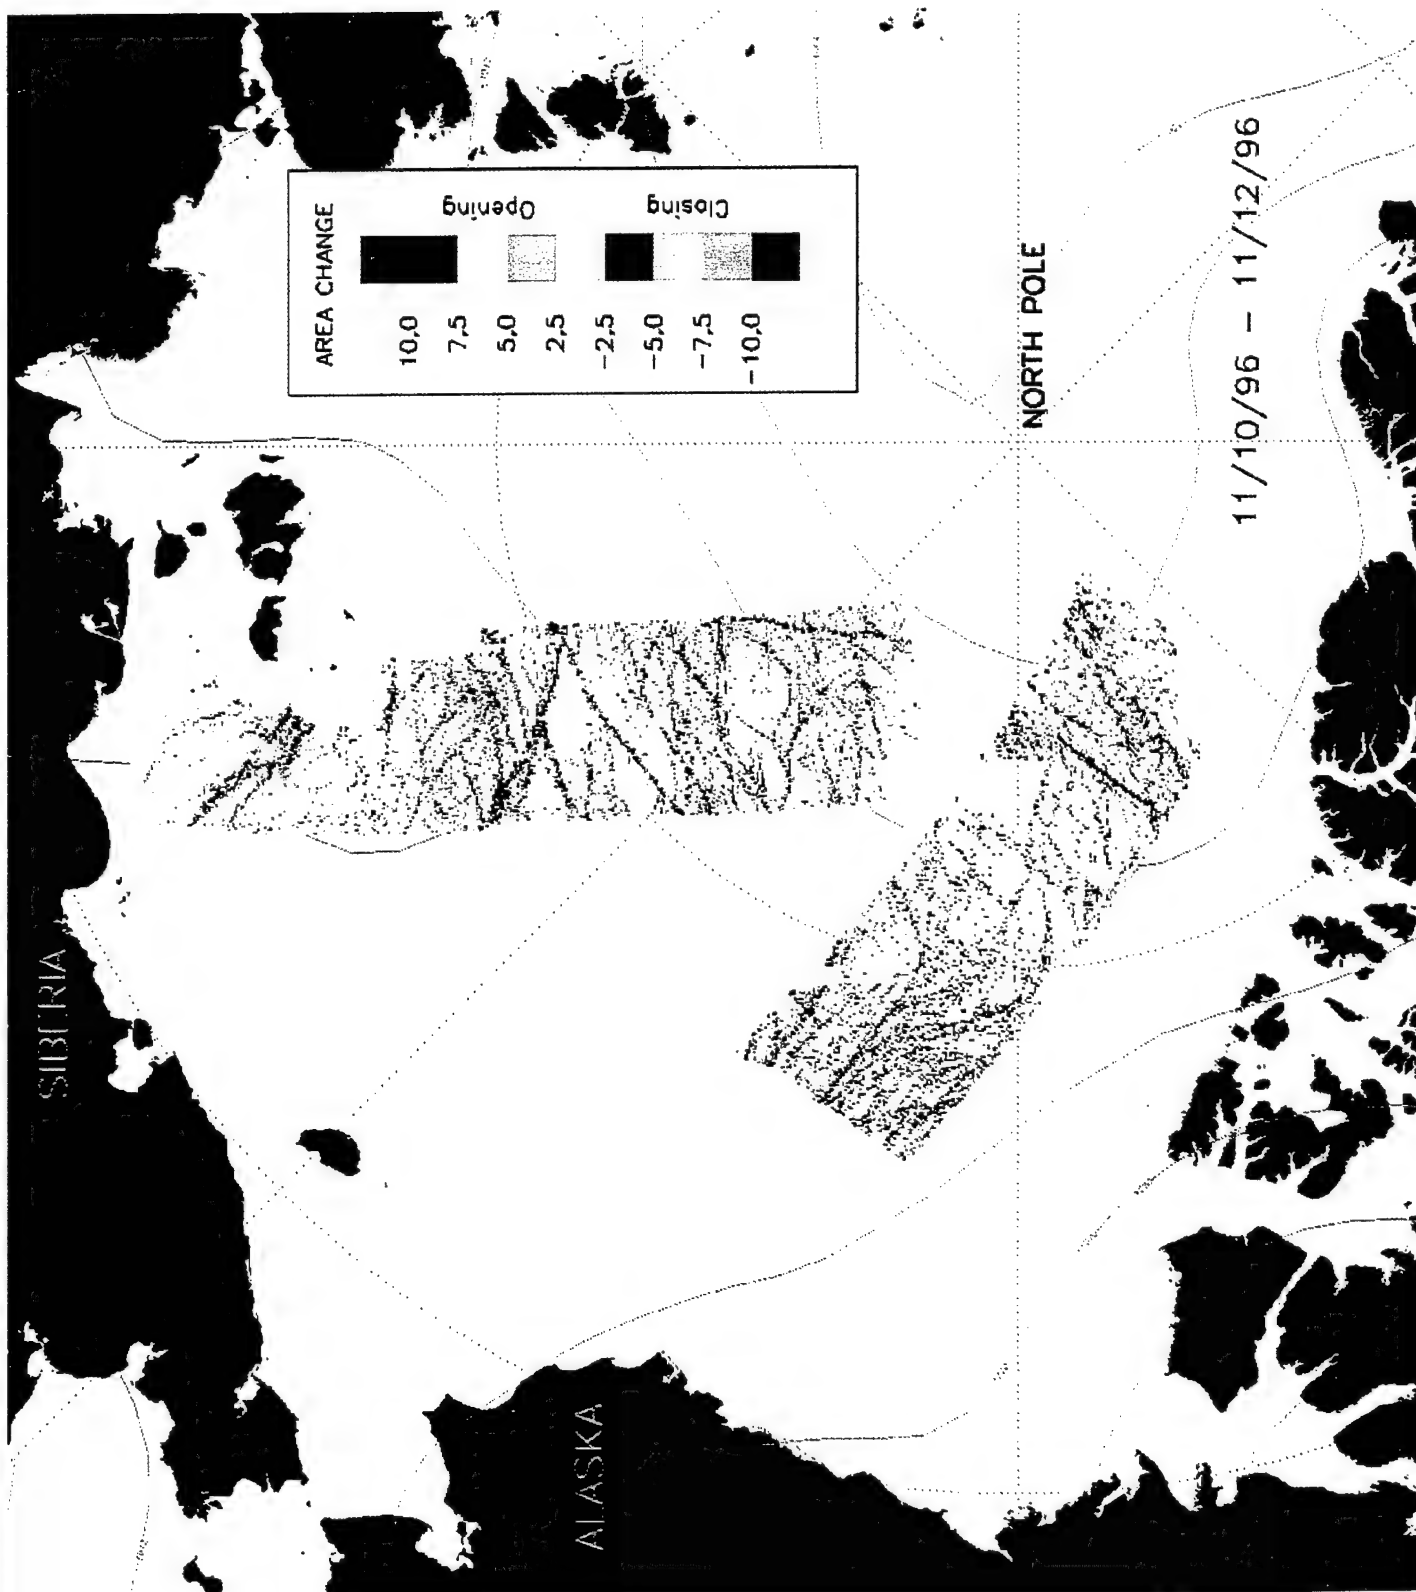 SIBERIA
ALASKA
AREA CHANGE
10.0
7.5
5.0
2.5
-2.5
-5.0
-7.5
-10.0
Opening
Closing
NORTH POLE
11/10/96 - 11/12/96